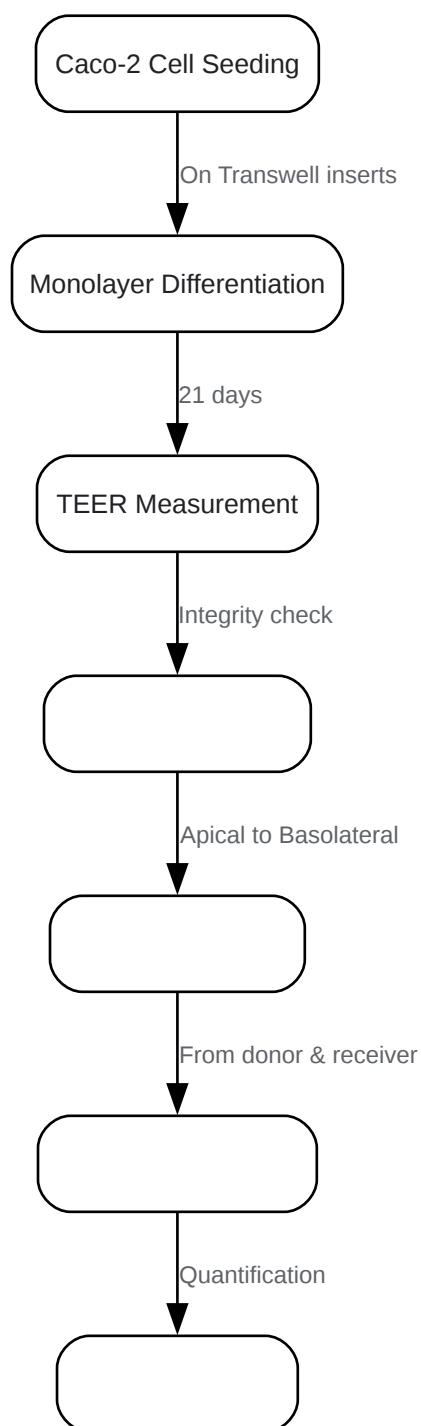 Caco-2 Cell Seeding
On Transwell inserts
Monolayer Differentiation
21 days
TEER Measurement
Integrity check
Apical to Basolateral
From donor & receiver
Quantification